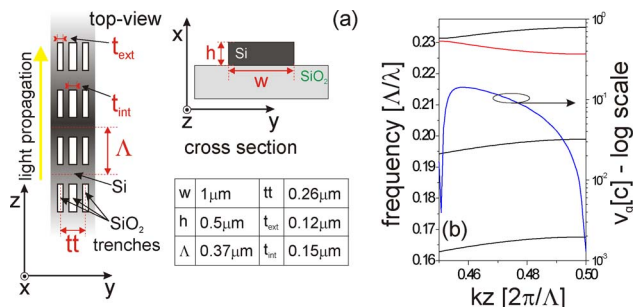 top-view
(a)
light propagation
t_ext
t_int
Λ
Si
SiO2
trenches
tt
z
x
y
x
h
Si
SiO2
w
z
y
cross section
w 1μm tt 0.26μm
h 0.5μm t_ext 0.12μm
Λ 0.37μm t_int 0.15μm
frequency [Λ/λ]
0.23
0.22
0.21
0.20
0.19
0.18
0.17
0.16
0.46 0.48 0.50
kz [2π/Λ]
(b)
10^0
10^-1
10^-2
10^-3
v_g[c] - log scale